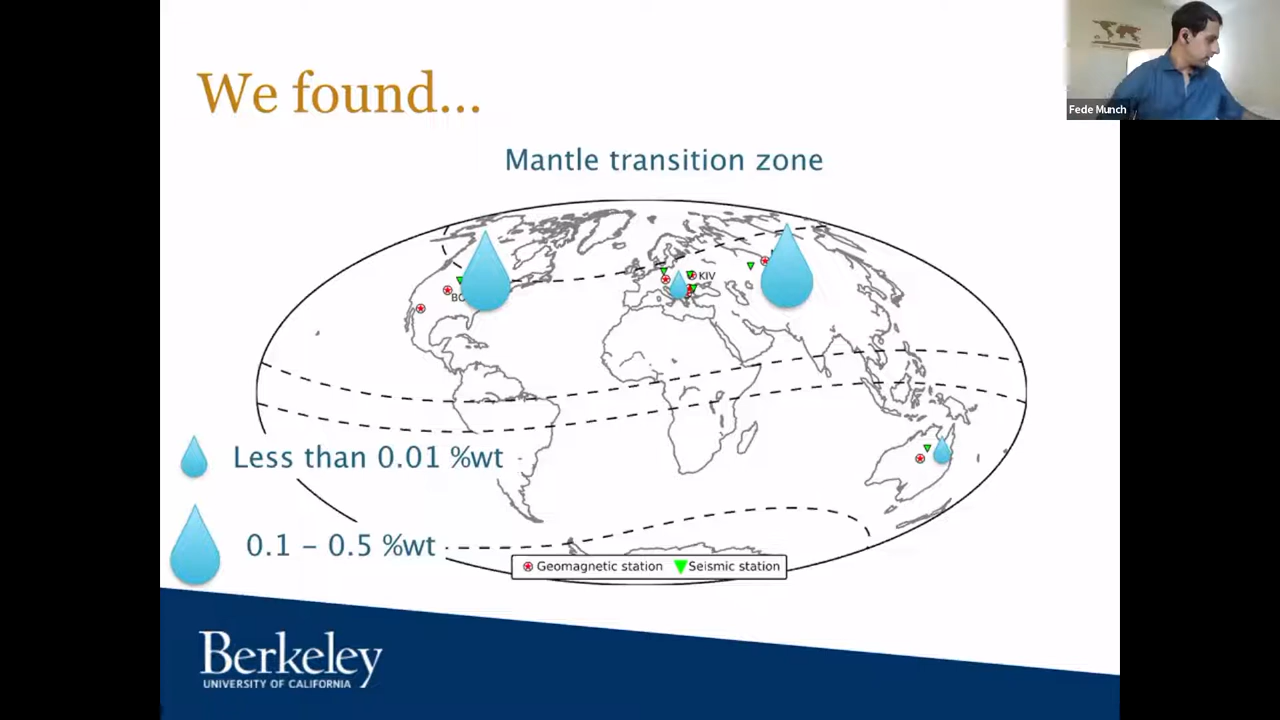 We found...
Fede Munch
Mantle transition zone
KIV
Less than 0.01 %wt
0.1 – 0.5 %wt
Geomagnetic station
Seismic station
Berkeley
UNIVERSITY OF CALIFORNIA